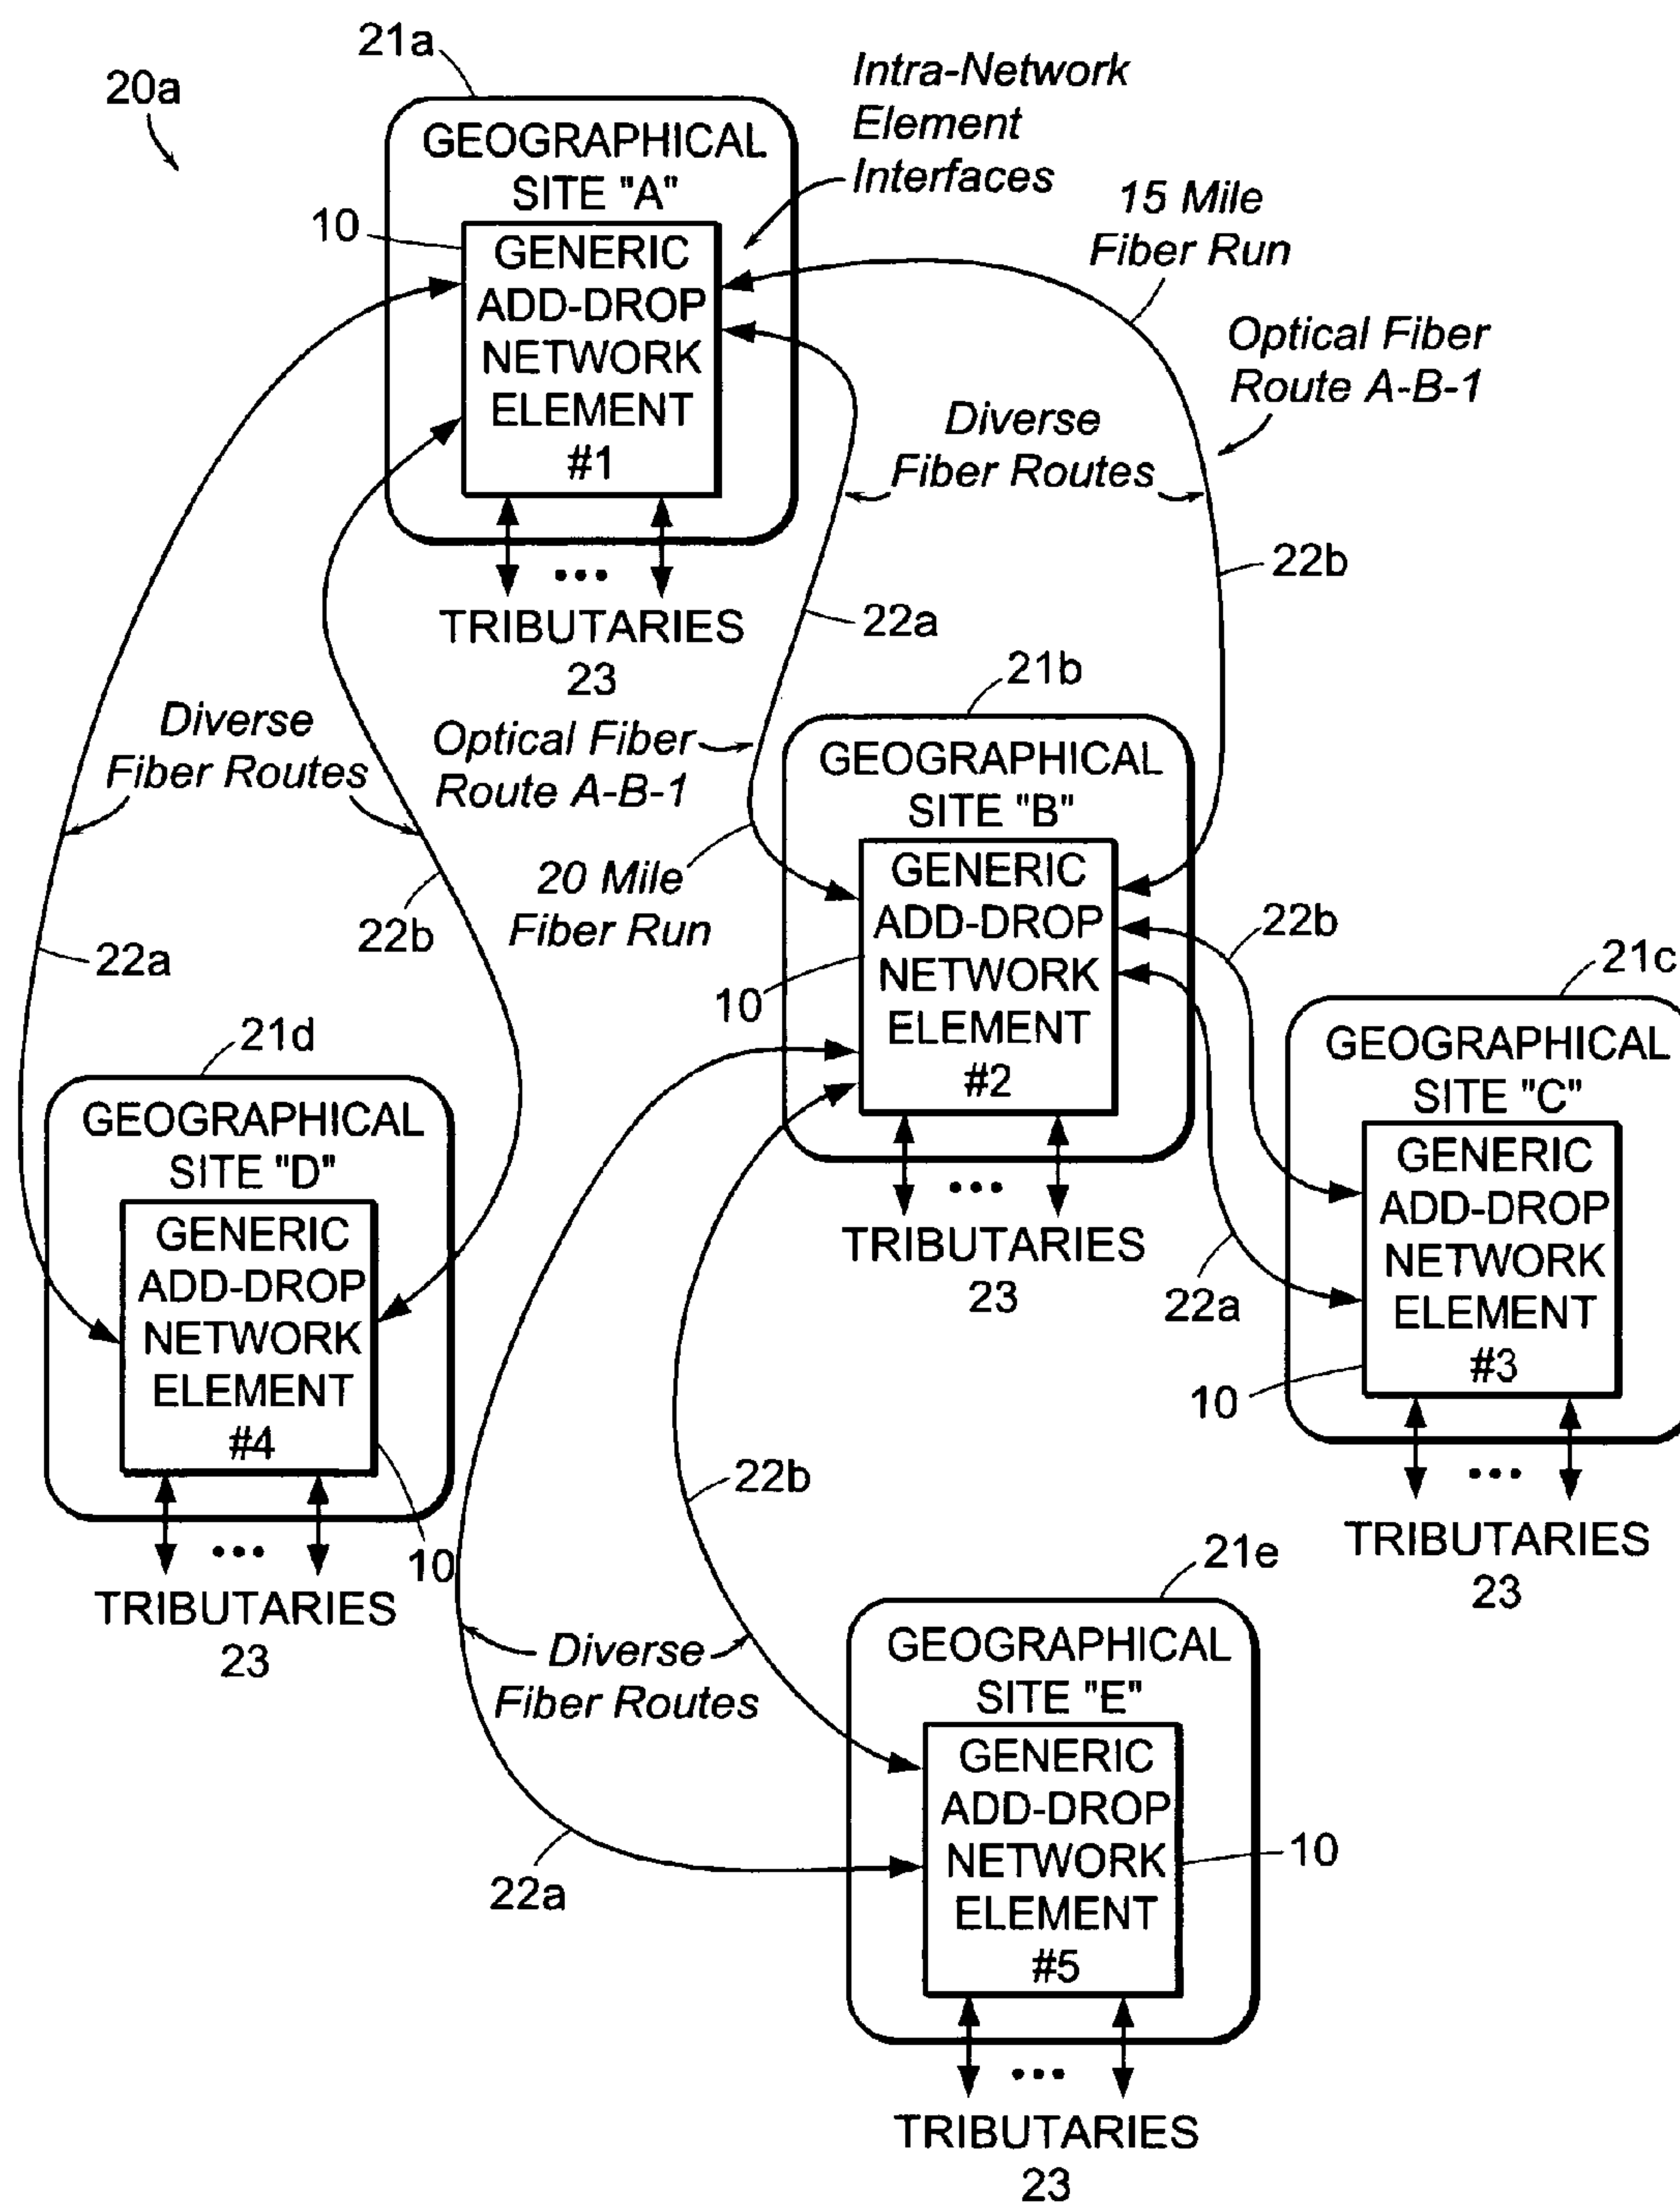 20a
21a
Intra-Network
Element
Interfaces
GEOGRAPHICAL
SITE "A"
10
GENERIC
ADD-DROP
NETWORK
ELEMENT
#1
15 Mile
Fiber Run
Optical Fiber
Route A-B-1
Diverse
Fiber Routes
22b
22a
TRIBUTARIES
23
Diverse
Fiber Routes
Optical Fiber
Route A-B-1
20 Mile
Fiber Run
22a
22b
21b
GEOGRAPHICAL
SITE "B"
GENERIC
ADD-DROP
NETWORK
ELEMENT
#2
10
TRIBUTARIES
23
22b
22a
21c
GEOGRAPHICAL
SITE "C"
GENERIC
ADD-DROP
NETWORK
ELEMENT
#3
10
TRIBUTARIES
23
21d
GEOGRAPHICAL
SITE "D"
GENERIC
ADD-DROP
NETWORK
ELEMENT
#4
10
TRIBUTARIES
23
22b
Diverse
Fiber Routes
22a
21e
GEOGRAPHICAL
SITE "E"
GENERIC
ADD-DROP
NETWORK
ELEMENT
#5
10
TRIBUTARIES
23